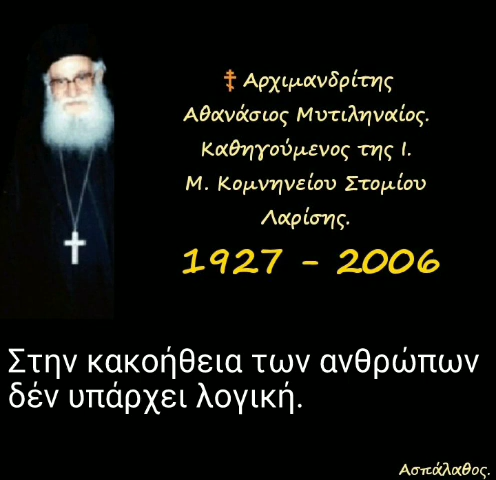 ‡ Αρχιμανδρίτης
Αθανάσιος Μυτιληναίος.
Καθηγούμενος της Ι.
Μ. Κομνηνείου Στομίου
Λαρίσης.
1927 - 2006
Στην κακοήθεια των ανθρώπων
δέν υπάρχει λογική.
Ασπάλαθος.